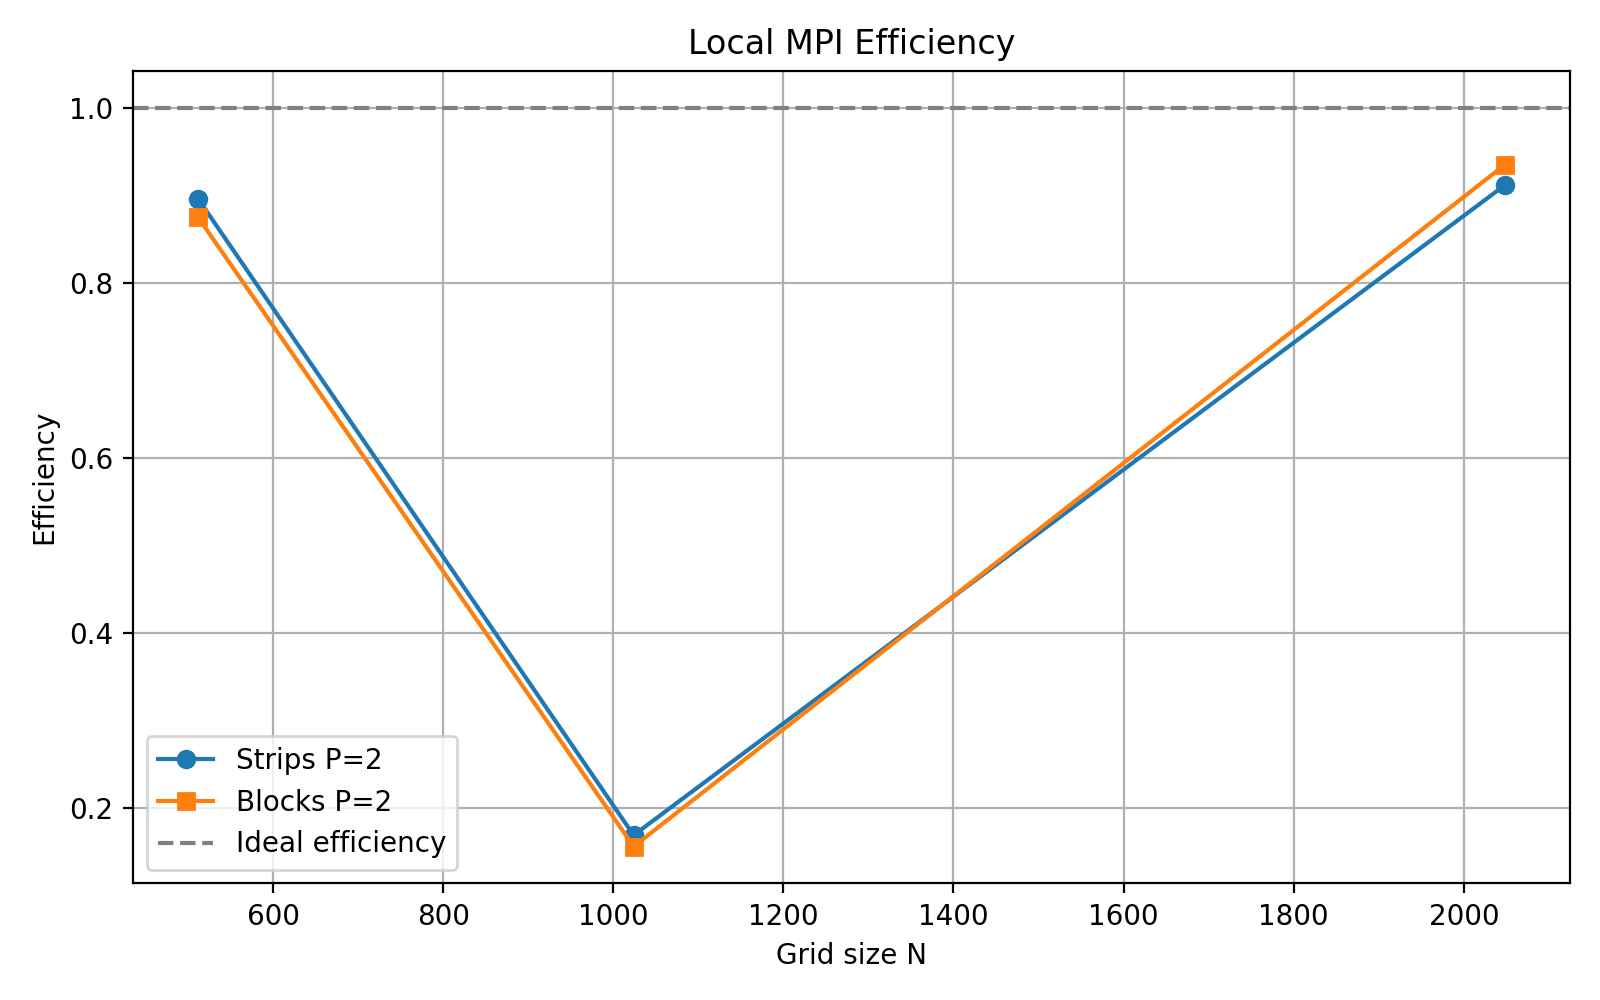 Local MPI Efficiency
Efficiency
1.0
0.8
0.6
0.4
0.2
Strips P=2
Blocks P=2
Ideal efficiency
600 800 1000 1200 1400 1600 1800 2000
Grid size N